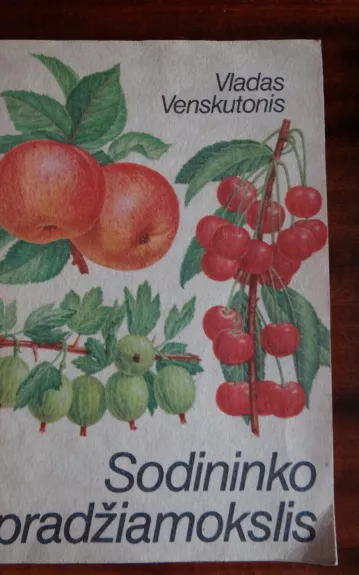 Vladas
Venskutonis
Sodininko
pradžiamokslis